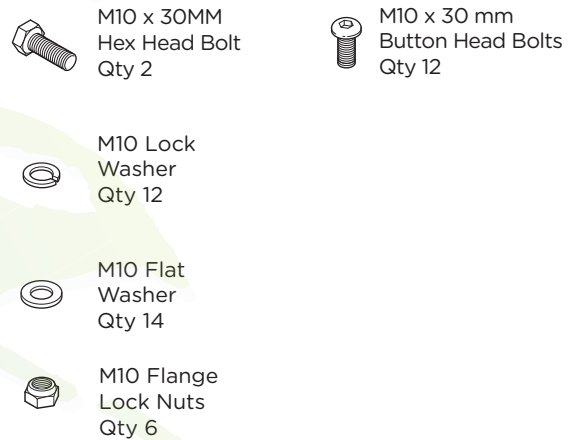 M10 x 30MM
Hex Head Bolt
Qty 2
M10 x 30 mm
Button Head Bolts
Qty 12
M10 Lock
Washer
Qty 12
M10 Flat
Washer
Qty 14
M10 Flange
Lock Nuts
Qty 6